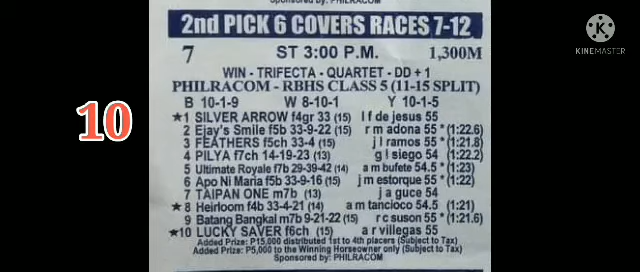 2nd PICK 6 COVERS RACES 7-12
7 ST 3:00 P.M. 1,300M
WIN - TRIFECTA - QUARTET - DD + 1
PHILRACOM - RBHS CLASS 5 (11-15 SPLIT)
B 10-1-9 W 8-10-1 Y 10-1-5
★1 SILVER ARROW f4gr 33 (15) l f de jesus 55
2 Ejay's Smile f5b 33-9-22 (15) r m adona 55 * (1:22.6)
3 FEATHERS f5ch 33-4 (15) j l ramos 55 * (1:21.8)
4 PILYA f7ch 14-19-23 (13) g l siego 54 * (1:22.2)
5 Ultimate Royale f7b 29-39-42 (14) a m bufete 54.5 * (1:23)
6 Apo Ni Maria f5b 33-9-16 (15) j m estorque 55 * (1:22)
7 TAIPAN ONE m7b (13) j a guce 54
★8 Heirloom f4b 33-4-21 (14) a m tancioco 54.5 (1:21)
9 Batang Bangkal m7b 9-21-22 (15) r c suson 55 * (1:21.6)
★10 LUCKY SAVER f6ch (15) a r villegas 55
Added Prize: P15,000 distributed 1st to 4th placers (Subject to Tax)
Added Prize: P5,000 to the Winning Horseowner only (Subject to Tax)
Sponsored by: PHILRACOM
10
KINEMASTER